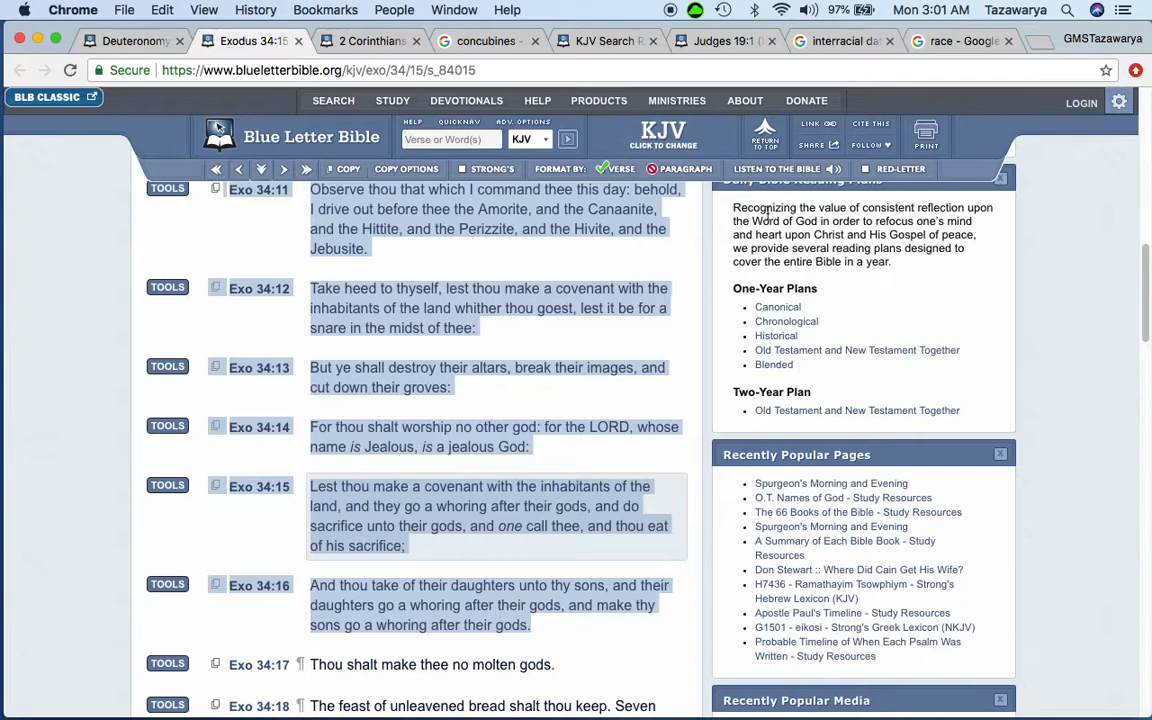 Chrome File Edit View History Bookmarks People Window Help 97% Mon 3:01 AM Tazawarya
Deuteronomy Exodus 34:15 2 Corinthians concubines - KJV Search R Judges 19:1 ( interracial dat race - Google GMSTazawarya
Secure https://www.blueletterbible.org/kjv/exo/34/15/s_84015
BLB CLASSIC
SEARCH STUDY DEVOTIONALS HELP PRODUCTS MINISTRIES ABOUT DONATE LOGIN
Blue Letter Bible
HELP QUICKNAV ADV. OPTIONS
Verse or Word(s) KJV
KJV
CLICK TO CHANGE
RETURN TO TOP
LINK
SHARE
CITE THIS
FOLLOW
PRINT
COPY COPY OPTIONS STRONG'S FORMAT BY: VERSE PARAGRAPH LISTEN TO THE BIBLE RED-LETTER
TOOLS Exo 34:11 Observe thou that which I command thee this day: behold,
I drive out before thee the Amorite, and the Canaanite,
and the Hittite, and the Perizzite, and the Hivite, and the
Jebusite.
TOOLS Exo 34:12 Take heed to thyself, lest thou make a covenant with the
inhabitants of the land whither thou goest, lest it be for a
snare in the midst of thee:
TOOLS Exo 34:13 But ye shall destroy their altars, break their images, and
cut down their groves:
TOOLS Exo 34:14 For thou shalt worship no other god: for the LORD, whose
name is Jealous, is a jealous God:
TOOLS Exo 34:15 Lest thou make a covenant with the inhabitants of the
land, and they go a whoring after their gods, and do
sacrifice unto their gods, and one call thee, and thou eat
of his sacrifice;
TOOLS Exo 34:16 And thou take of their daughters unto thy sons, and their
daughters go a whoring after their gods, and make thy
sons go a whoring after their gods.
TOOLS Exo 34:17 ¶ Thou shalt make thee no molten gods.
TOOLS Exo 34:18 ¶ The feast of unleavened bread shalt thou keep. Seven
Daily Bible Reading Plans
Recognizing the value of consistent reflection upon
the Word of God in order to refocus one's mind
and heart upon Christ and His Gospel of peace,
we provide several reading plans designed to
cover the entire Bible in a year.
One-Year Plans
• Canonical
• Chronological
• Historical
• Old Testament and New Testament Together
• Blended
Two-Year Plan
• Old Testament and New Testament Together
Recently Popular Pages
• Spurgeon's Morning and Evening
• O.T. Names of God - Study Resources
• The 66 Books of the Bible - Study Resources
• Spurgeon's Morning and Evening
• A Summary of Each Bible Book - Study
Resources
• Don Stewart :: Where Did Cain Get His Wife?
• H7436 - Ramathayim Tsowphiym - Strong's
Hebrew Lexicon (KJV)
• Apostle Paul's Timeline - Study Resources
• G1501 - eikosi - Strong's Greek Lexicon (NKJV)
• Probable Timeline of When Each Psalm Was
Written - Study Resources
Recently Popular Media